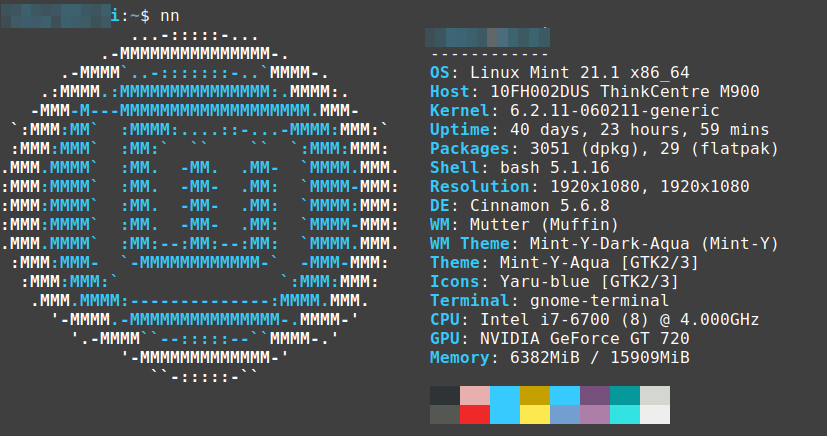 i:~$ nn
...-:::::-...
.-MMMMMMMMMMMMMMM-.
.-MMMM`..-:::::::-..`MMMM-.
.:MMMM.:MMMMMMMMMMMMMMM:.MMMM:.
-MMM-M---MMMMMMMMMMMMMMMMMMM.MMM-
`:MMM:MM`  :MMMM:....::-...-MMMM:MMM:`
:MMM:MMM`  :MM:`  ``    ``  `:MMM:MMM:
.MMM.MMMM`  :MM.  -MM.  .MM-  `MMMM.MMM.
:MMM:MMMM`  :MM.  -MM-  .MM:  `MMMM-MMM:
:MMM:MMMM`  :MM.  -MM-  .MM:  `MMMM:MMM:
:MMM:MMMM`  :MM.  -MM-  .MM:  `MMMM-MMM:
.MMM.MMMM`  :MM:--:MM:--:MM:  `MMMM.MMM.
:MMM:MMM-  `-MMMMMMMMMMMM-`  -MMM-MMM:
:MMM:MMM:`                `:MMM:MMM:
.MMM.MMMM:--------------:MMMM.MMM.
'-MMMM.-MMMMMMMMMMMMMMM-.MMMM-'
'.-MMMM``--:::::--``MMMM-.'
'-MMMMMMMMMMMMM-'
``-:::::-``
------------
OS: Linux Mint 21.1 x86_64
Host: 10FH002DUS ThinkCentre M900
Kernel: 6.2.11-060211-generic
Uptime: 40 days, 23 hours, 59 mins
Packages: 3051 (dpkg), 29 (flatpak)
Shell: bash 5.1.16
Resolution: 1920x1080, 1920x1080
DE: Cinnamon 5.6.8
WM: Mutter (Muffin)
WM Theme: Mint-Y-Dark-Aqua (Mint-Y)
Theme: Mint-Y-Aqua [GTK2/3]
Icons: Yaru-blue [GTK2/3]
Terminal: gnome-terminal
CPU: Intel i7-6700 (8) @ 4.000GHz
GPU: NVIDIA GeForce GT 720
Memory: 6382MiB / 15909MiB